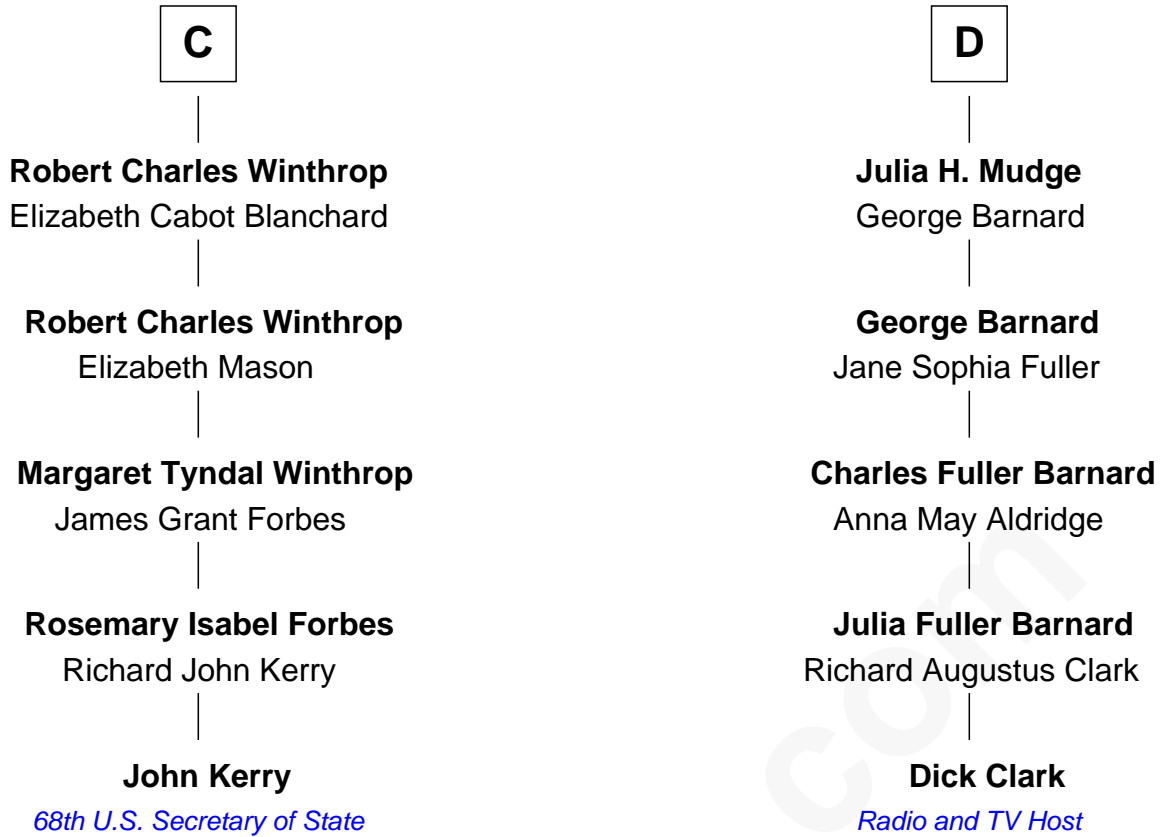 C
Robert Charles Winthrop
Elizabeth Cabot Blanchard
Robert Charles Winthrop
Elizabeth Mason
Margaret Tyndal Winthrop
James Grant Forbes
Rosemary Isabel Forbes
Richard John Kerry
John Kerry
68th U.S. Secretary of State
D
Julia H. Mudge
George Barnard
George Barnard
Jane Sophia Fuller
Charles Fuller Barnard
Anna May Aldridge
Julia Fuller Barnard
Richard Augustus Clark
Dick Clark
Radio and TV Host
com